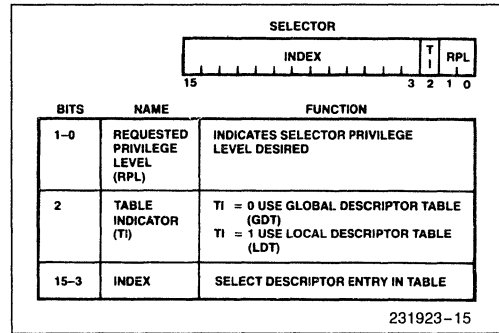 SELECTOR
INDEX T I RPL
15 3 2 1 0
BITS NAME FUNCTION
1–0 REQUESTED PRIVILEGE LEVEL (RPL) INDICATES SELECTOR PRIVILEGE LEVEL DESIRED
2 TABLE INDICATOR (TI) TI = 0 USE GLOBAL DESCRIPTOR TABLE (GDT)
TI = 1 USE LOCAL DESCRIPTOR TABLE (LDT)
15–3 INDEX SELECT DESCRIPTOR ENTRY IN TABLE
231923–15